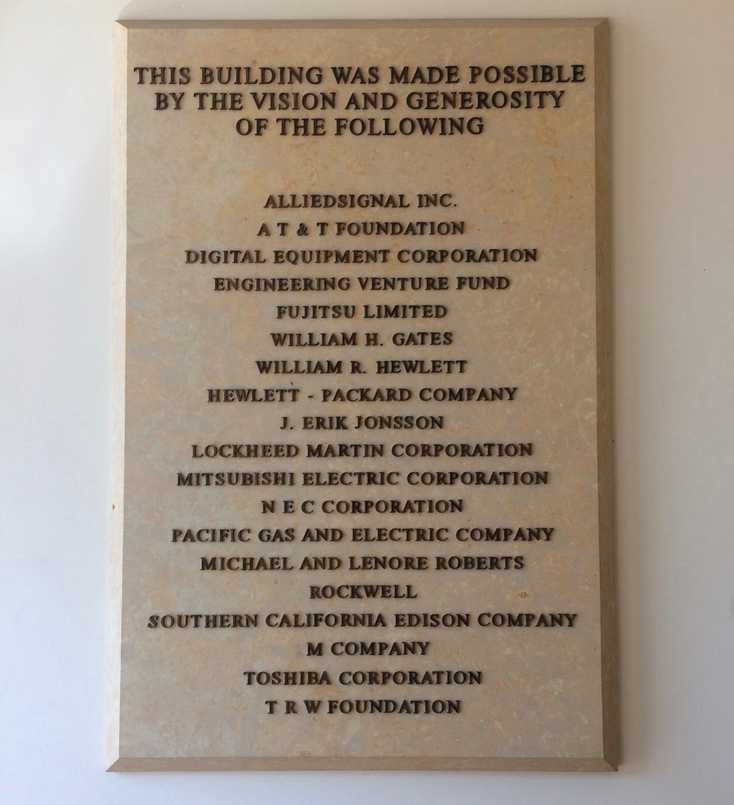 THIS BUILDING WAS MADE POSSIBLE
BY THE VISION AND GENEROSITY
OF THE FOLLOWING
ALLIEDSIGNAL INC.
A T & T FOUNDATION
DIGITAL EQUIPMENT CORPORATION
ENGINEERING VENTURE FUND
FUJITSU LIMITED
WILLIAM H. GATES
WILLIAM R. HEWLETT
HEWLETT - PACKARD COMPANY
J. ERIK JONSSON
LOCKHEED MARTIN CORPORATION
MITSUBISHI ELECTRIC CORPORATION
N E C CORPORATION
PACIFIC GAS AND ELECTRIC COMPANY
MICHAEL AND LENORE ROBERTS
ROCKWELL
SOUTHERN CALIFORNIA EDISON COMPANY
M COMPANY
TOSHIBA CORPORATION
T R W FOUNDATION